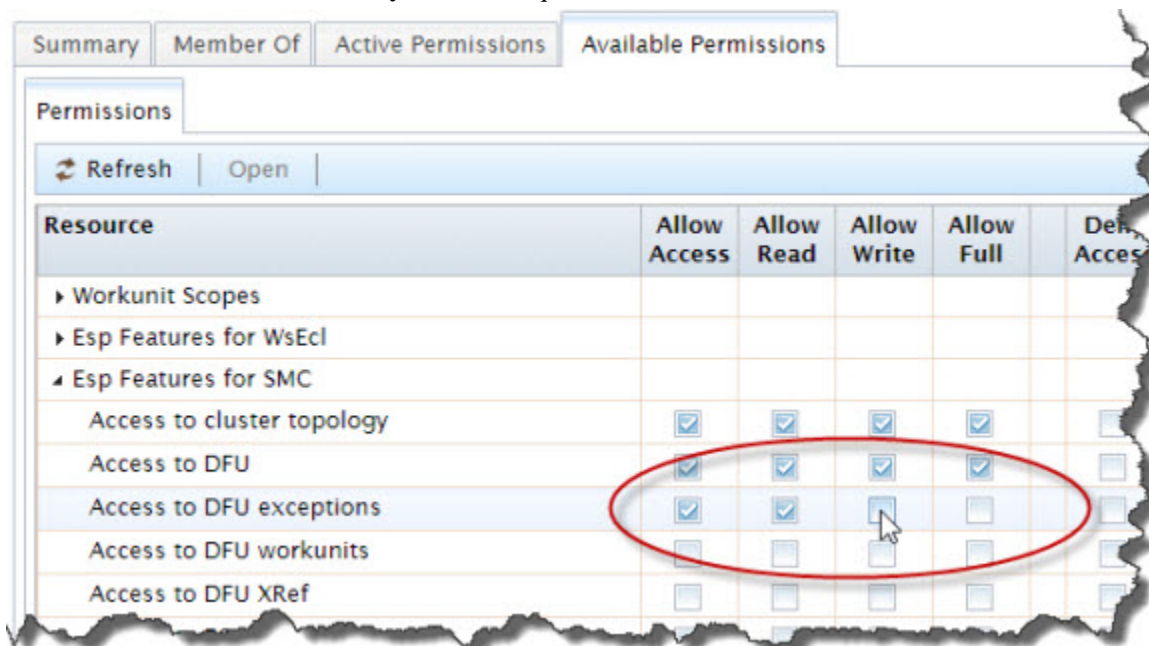 Summary Member Of Active Permissions Available Permissions
Permissions
Refresh Open
Resource Allow Access Allow Read Allow Write Allow Full
Workunit Scopes
Esp Features for WsEcl
Esp Features for SMC
Access to cluster topology
Access to DFU
Access to DFU exceptions
Access to DFU workunits
Access to DFU XRef